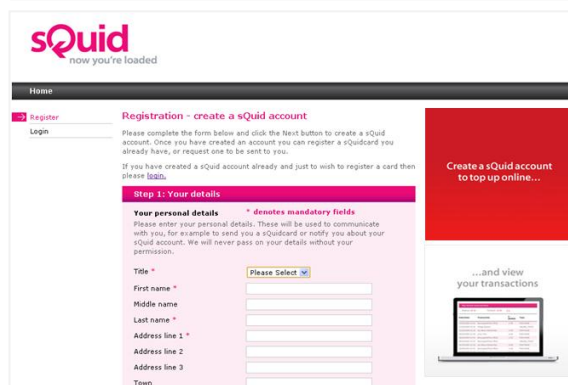 sQuid
now you're loaded
Home
Register
Login
Registration - create a sQuid account
Please complete the form below and click the Next button to create a sQuid
account. Once you have created an account you can register a sQuidcard you
already have, or request one to be sent to you.
If you have created a sQuid account already and just to wish to register a card then
please login.
Step 1: Your details
Your personal details * denotes mandatory fields
Please enter your personal details. These will be used to communicate
with you, for example to send you a sQuidcard or notify you about your
sQuid account. We will never pass on your details without your
permission.
Title * Please Select
First name *
Middle name
Last name *
Address line 1 *
Address line 2
Address line 3
Town
Create a sQuid account
to top up online...
...and view
your transactions